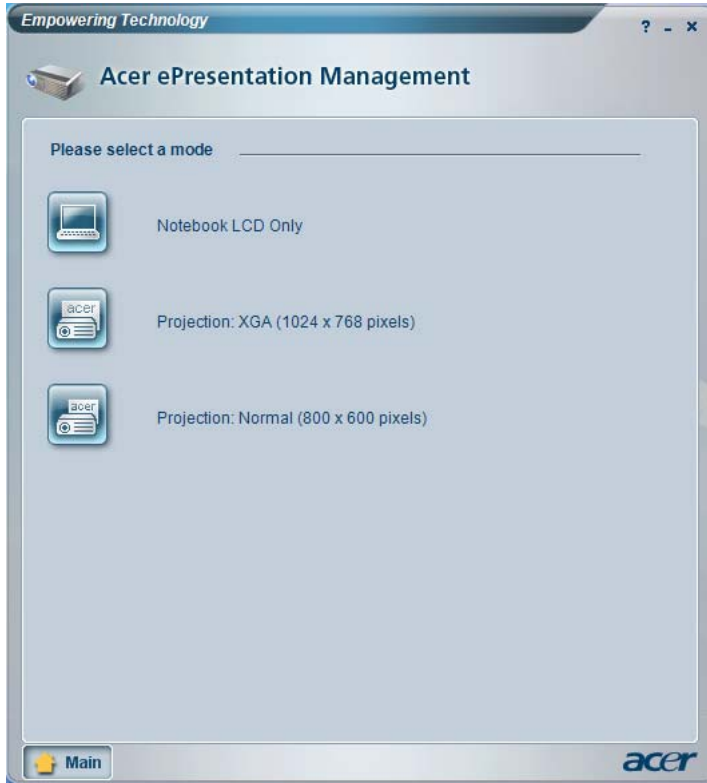 Empowering Technology
? - ×
Acer ePresentation Management
Please select a mode
Notebook LCD Only
acer
Projection: XGA (1024 x 768 pixels)
acer
Projection: Normal (800 x 600 pixels)
Main
acer